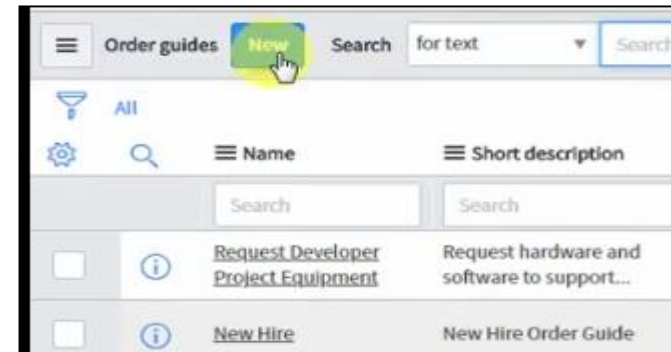 Order guides New Search for text Search
All
Name Short description
Search Search
Request Developer Request hardware and
Project Equipment software to support...
New Hire New Hire Order Guide